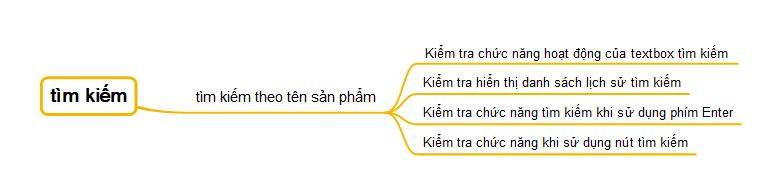 tìm kiếm
tìm kiếm theo tên sản phẩm
Kiểm tra chức năng hoạt động của textbox tìm kiếm
Kiểm tra hiển thị danh sách lịch sử tìm kiếm
Kiểm tra chức năng tìm kiếm khi sử dụng phím Enter
Kiểm tra chức năng khi sử dụng nút tìm kiếm